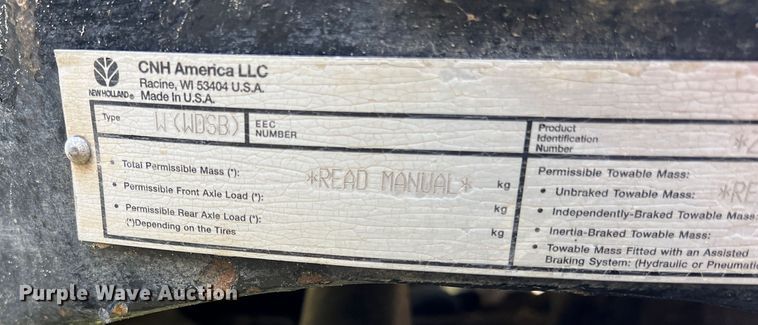 CNH America LLC
Racine, WI 53404 U.S.A.
NEW HOLLAND® Made in U.S.A.
Type W(WDSB)
EEC NUMBER
Product
Identification
Number
• Total Permissible Mass (*): *READ MANUAL* kg
• Permissible Front Axle Load (*): kg
• Permissible Rear Axle Load (*): kg
(*)Depending on the Tires
Permissible Towable Mass:
• Unbraked Towable Mass: *RE
• Independently-Braked Towable Mass
• Inertia-Braked Towable Mass:
• Towable Mass Fitted with an Assisted
Braking System: (Hydraulic or Pneumati
Purple Wave Auction